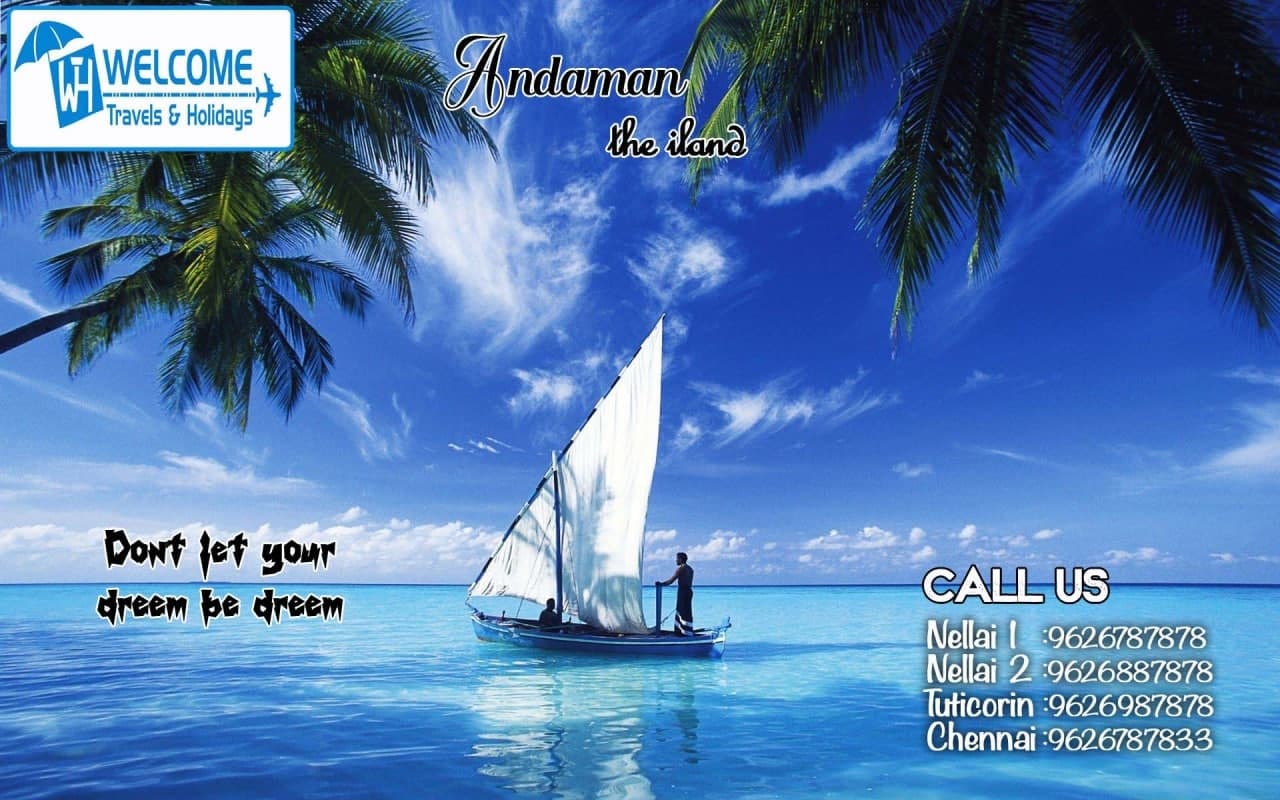 WELCOME
Travels & Holidays
Andaman
the iland
Dont let your
dreem be dreem
CALL US
Nellai 1 :9626787878
Nellai 2 :9626887878
Tuticorin :9626987878
Chennai :9626787833